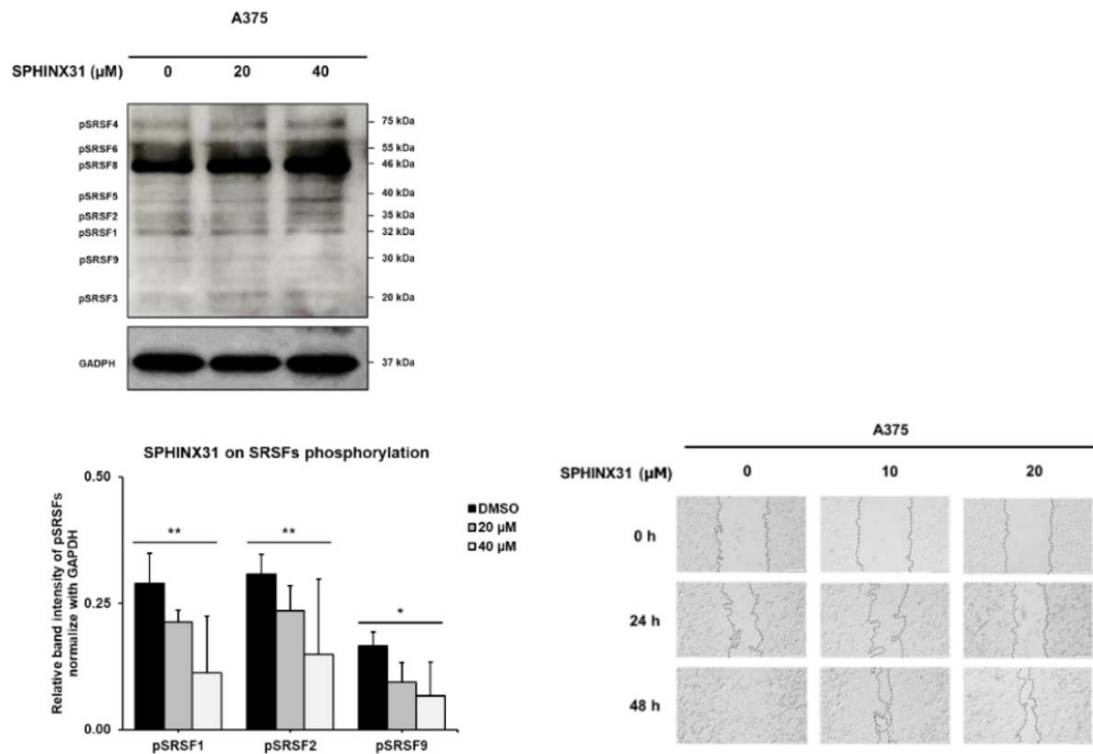 A375
SPHINX31 (µM) 0 20 40
pSRSF4 75 kDa
pSRSF6 55 kDa
pSRSF8 46 kDa
pSRSF5 40 kDa
pSRSF2 35 kDa
pSRSF1 32 kDa
pSRSF9 30 kDa
pSRSF3 20 kDa
GADPH 37 kDa
SPHINX31 on SRSFs phosphorylation
Relative band intensity of pSRSFs
normalize with GAPDH
0.50
0.25
0.00
** ** *
DMSO
20 µM
40 µM
pSRSF1 pSRSF2 pSRSF9
A375
SPHINX31 (µM) 0 10 20
0 h
24 h
48 h